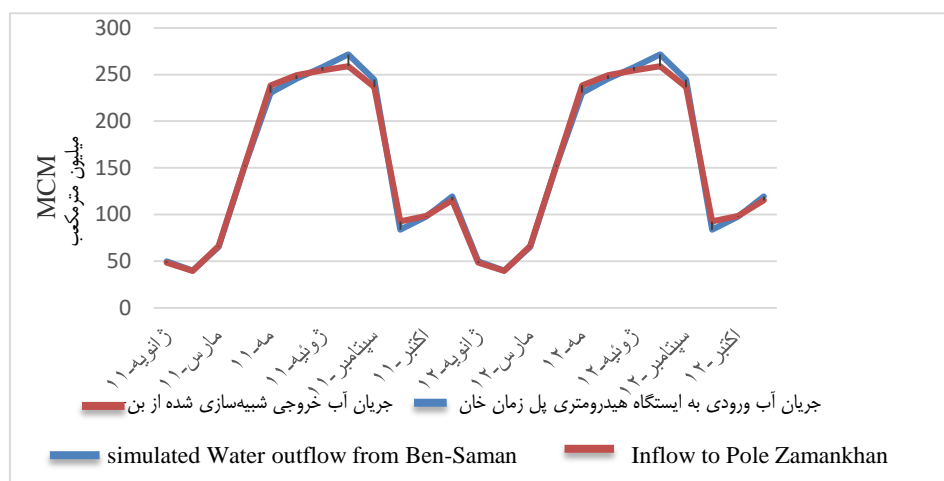 300
250
200
150
100
50
0
MCM
میلیون مترمکعب
ژانویه-۱۱
مارس-۱۱
مه-۱۱
ژوئیه-۱۱
سپتامبر-۱۱
اکتبر-۱۱
ژانویه-۱۲
مارس-۱۲
مه-۱۲
ژوئیه-۱۲
سپتامبر-۱۲
اکتبر-۱۲
جریان آب ورودی به ایستگاه هیدرومتری پل زمان خان
جریان آب خروجی شبیه‌سازی شده از بن-
simulated Water outflow from Ben-Saman
Inflow to Pole Zamankhan